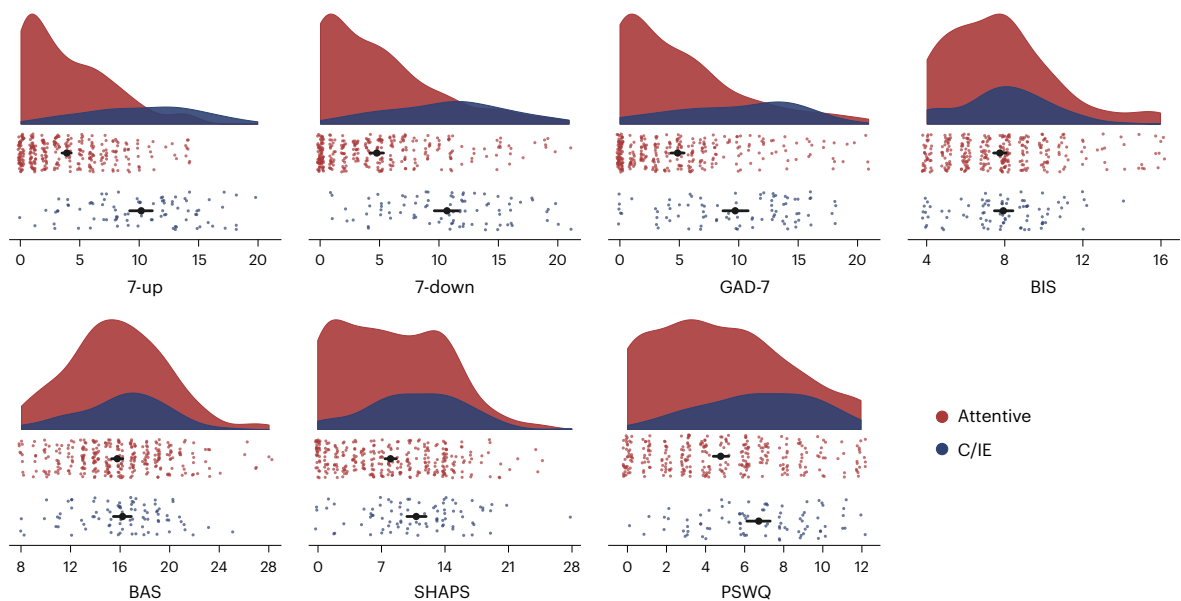 0 5 10 15 20
7-up
0 5 10 15 20
7-down
0 5 10 15 20
GAD-7
4 8 12 16
BIS
8 12 16 20 24 28
BAS
0 7 14 21 28
SHAPS
0 2 4 6 8 10 12
PSWQ
Attentive
C/IE